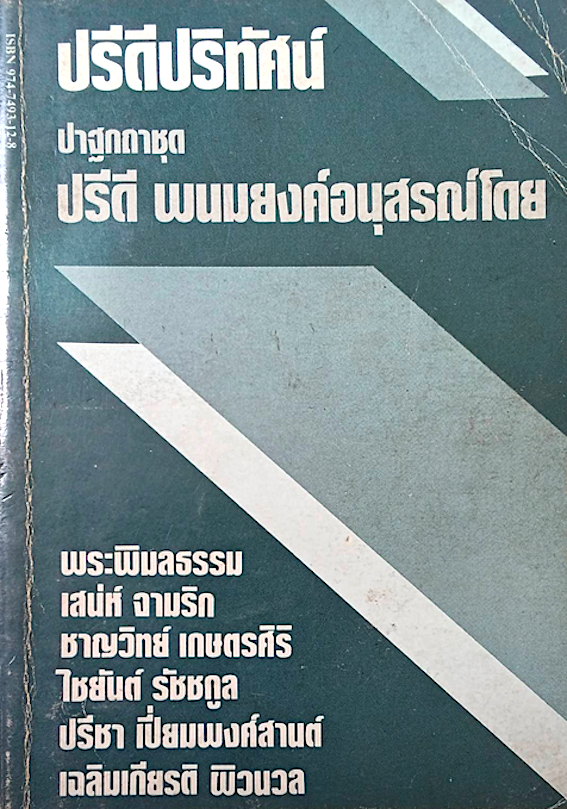 ISBN 974-7493-12-8
ปรีดีปริทัศน์
ปาฐกถาชุด
ปรีดี พนมยงค์อนุสรณ์โดย
พระพิมลธรรม
เสน่ห์ จามริก
ชาญวิทย์ เกษตรศิริ
ไชยันต์ รัชชกูล
ปรีชา เปี่ยมพงศ์สานต์
เฉลิมเกียรติ ผิวนวล